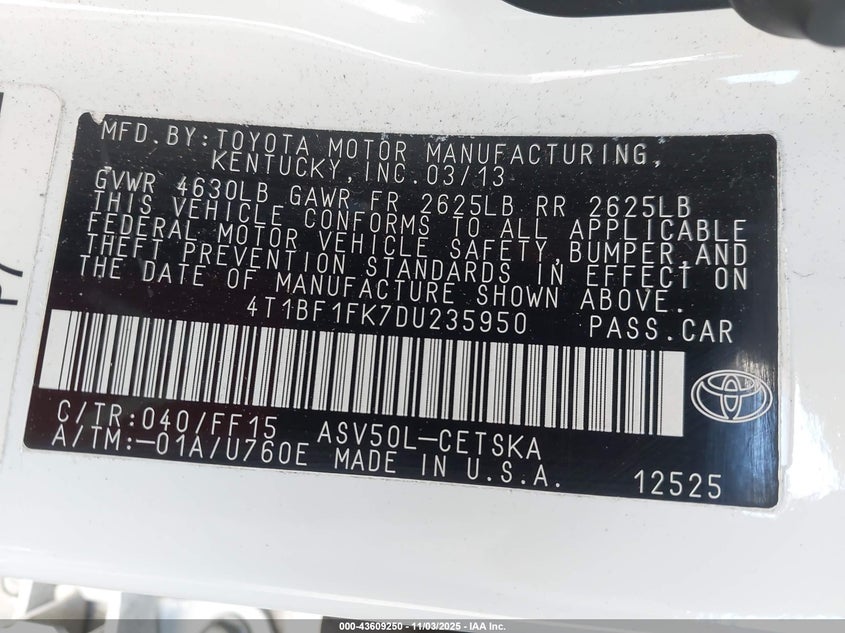 MFD.BY:TOYOTA MOTOR MANUFACTURING,
KENTUCKY,INC.03/13
GVWR 4630LB GAWR FR 2625LB RR 2625LB
THIS VEHICLE CONFORMS TO ALL APPLICABLE
FEDERAL MOTOR VEHICLE SAFETY,BUMPER,AND
THEFT PREVENTION STANDARDS IN EFFECT ON
THE DATE OF MANUFACTURE SHOWN ABOVE.
4T1BF1FK7DU235950 PASS.CAR
C/TR:040/FF15 ASV50L-CETSKA
A/TM:-01A/U760E MADE IN U.S.A. 12525
000-43609250 - 11/03/2025 - IAA Inc.